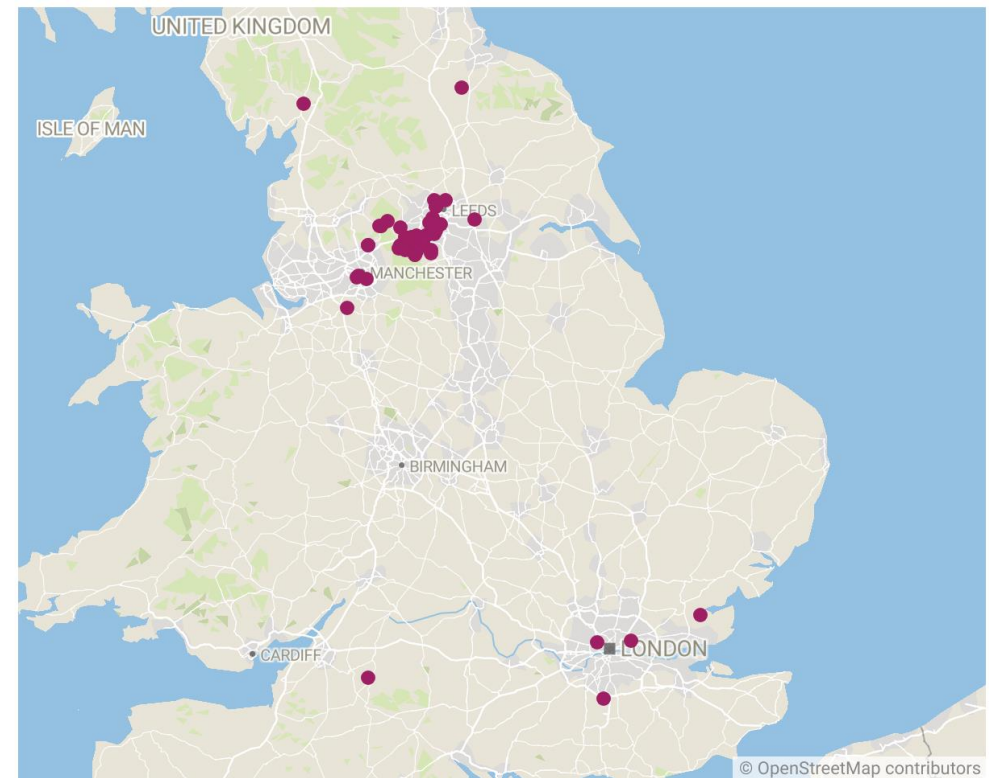 UNITED KINGDOM
ISLE OF MAN
LEEDS
MANCHESTER
BIRMINGHAM
LONDON
CARDIFF
© OpenStreetMap contributors